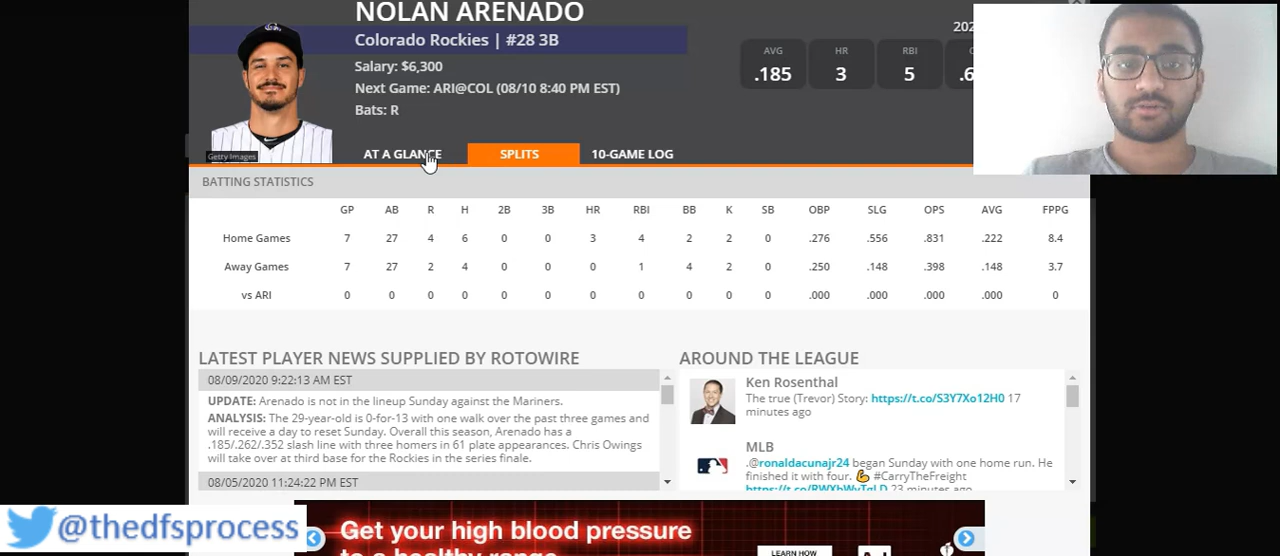 NOLAN ARENADO
Colorado Rockies | #28 3B
Salary: $6,300
Next Game: ARI@COL (08/10 8:40 PM EST)
Bats: R
202
AVG HR RBI
.185 3 5 .6
Getty Images
AT A GLANCE SPLITS 10-GAME LOG
BATTING STATISTICS
GP AB R H 2B 3B HR RBI BB K SB OBP SLG OPS AVG FPPG
Home Games 7 27 4 6 0 0 3 4 2 2 0 .276 .556 .831 .222 8.4
Away Games 7 27 2 4 0 0 0 1 4 2 0 .250 .148 .398 .148 3.7
vs ARI 0 0 0 0 0 0 0 0 0 0 0 .000 .000 .000 .000 0
LATEST PLAYER NEWS SUPPLIED BY ROTOWIRE
08/09/2020 9:22:13 AM EST
UPDATE: Arenado is not in the lineup Sunday against the Mariners.
ANALYSIS: The 29-year-old is 0-for-13 with one walk over the past three games and
will receive a day to reset Sunday. Overall this season, Arenado has a
.185/.262/.352 slash line with three homers in 61 plate appearances. Chris Owings
will take over at third base for the Rockies in the series finale.
08/05/2020 11:24:22 PM EST
AROUND THE LEAGUE
Ken Rosenthal
The true (Trevor) Story: https://t.co/S3Y7Xo12H0 17
minutes ago
MLB
.@ronaldacunajr24 began Sunday with one home run. He
finished it with four. 💪 #CarryTheFreight
23 minutes ago
@thedfsprocess
Get your high blood pressure
to a healthy range
LEARN HOW